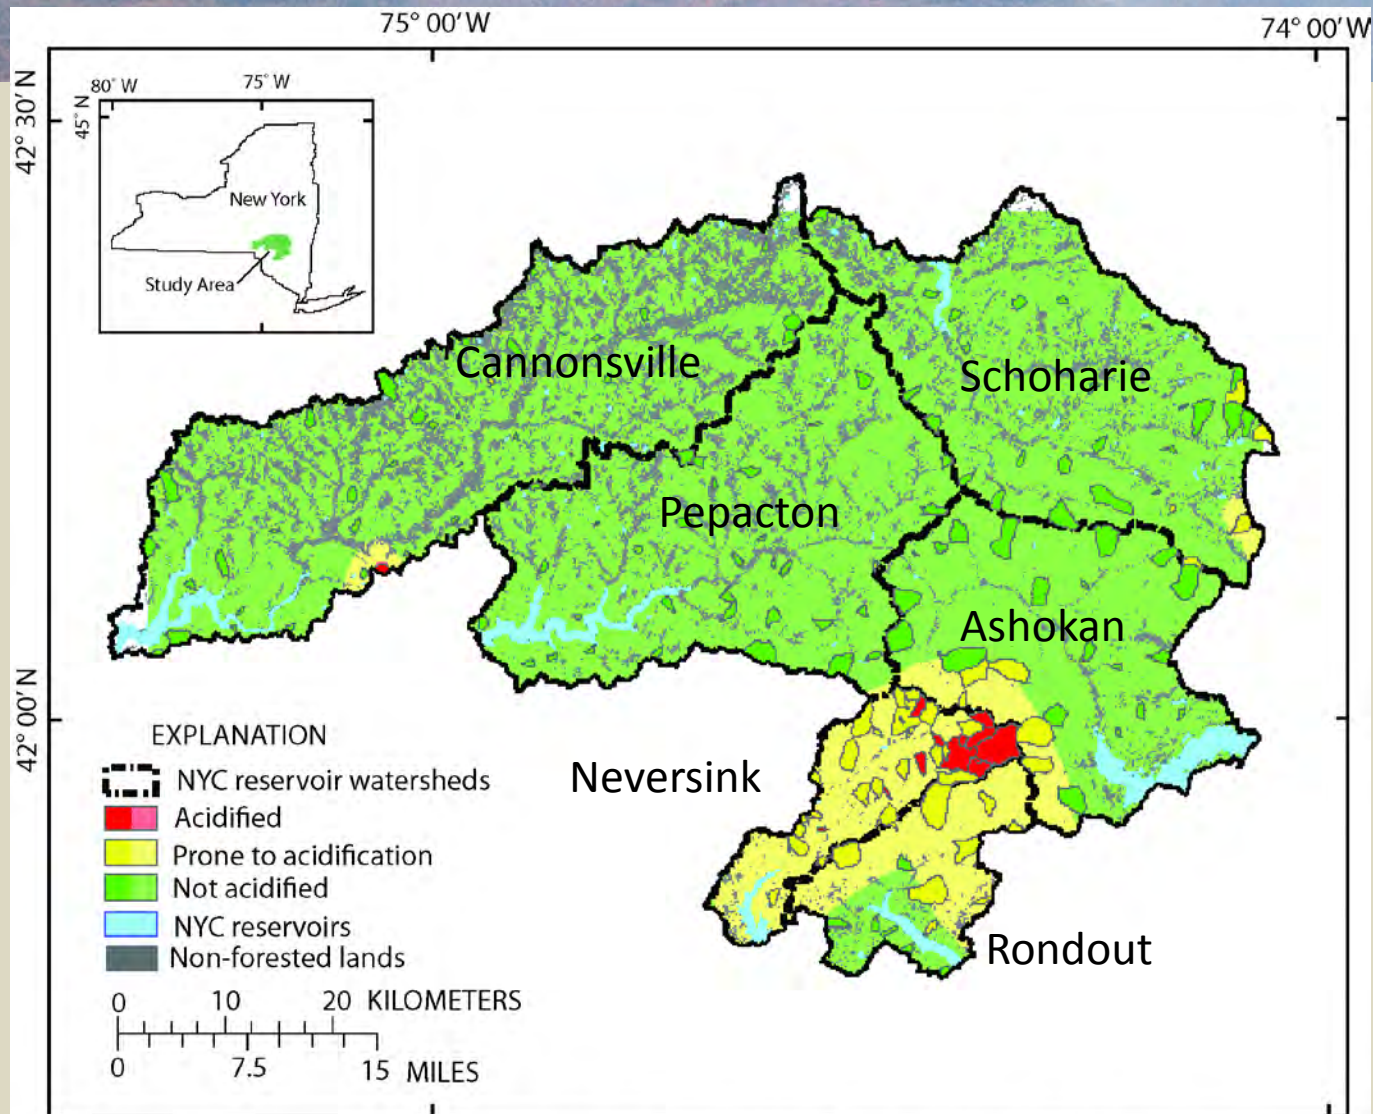 75° 00' W
74° 00' W
42° 30' N
42° 00' N
80° W
75° W
45° N
New York
Study Area
Cannonsville
Schoharie
Pepacton
Ashokan
Neversink
Rondout
EXPLANATION
NYC reservoir watersheds
Acidified
Prone to acidification
Not acidified
NYC reservoirs
Non-forested lands
0 10 20 KILOMETERS
0 7.5 15 MILES